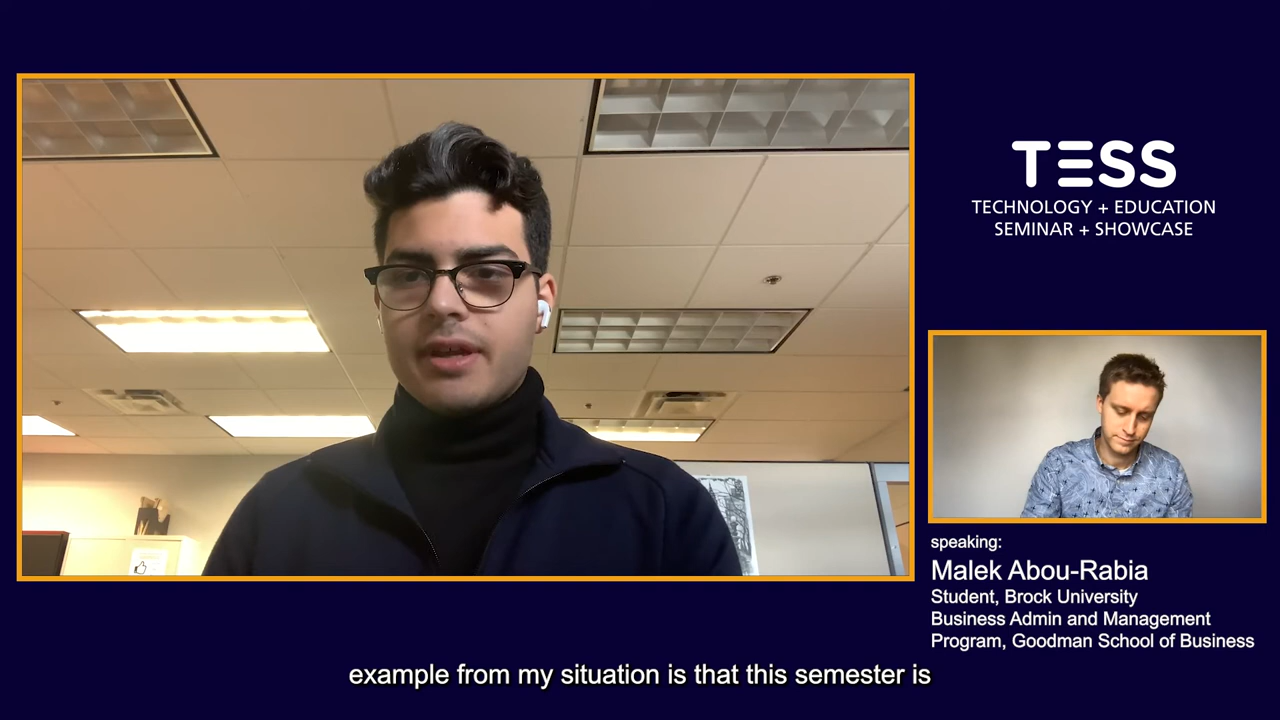 TESS
TECHNOLOGY + EDUCATION
SEMINAR + SHOWCASE
speaking:
Malek Abou-Rabia
Student, Brock University
Business Admin and Management
Program, Goodman School of Business
example from my situation is that this semester is